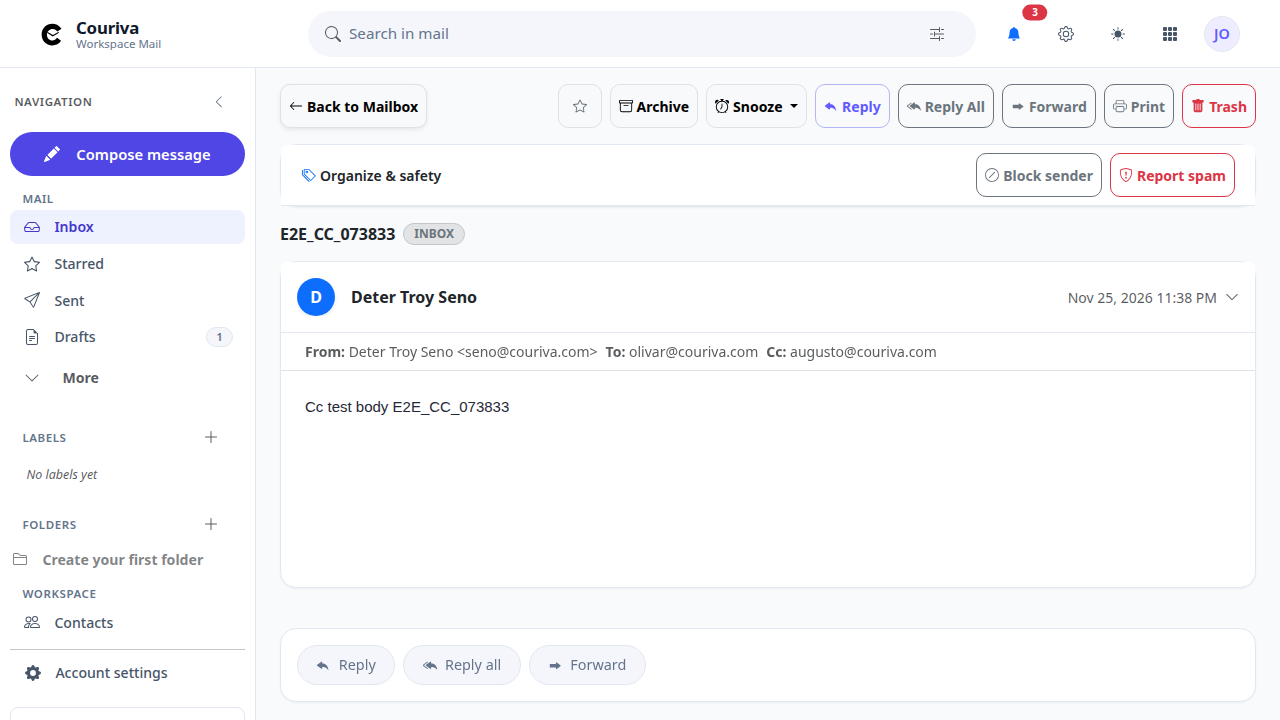 Couriva
Workspace Mail
Search in mail
3
JO
NAVIGATION
Compose message
MAIL
Inbox
Starred
Sent
Drafts
1
More
LABELS
No labels yet
FOLDERS
Create your first folder
WORKSPACE
Contacts
Account settings
Back to Mailbox
Archive
Snooze
Reply
Reply All
Forward
Print
Trash
Organize & safety
Block sender
Report spam
E2E_CC_073833
INBOX
D
Deter Troy Seno
Nov 25, 2026 11:38 PM
From: Deter Troy Seno <seno@couriva.com> To: olivar@couriva.com Cc: augusto@couriva.com
Cc test body E2E_CC_073833
Reply
Reply all
Forward